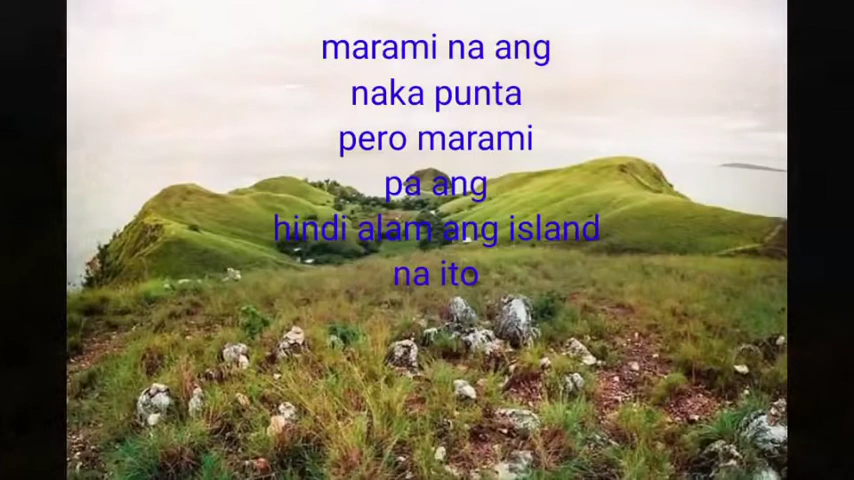 marami na ang
naka punta
pero marami
pa ang
hindi alam ang island
na ito